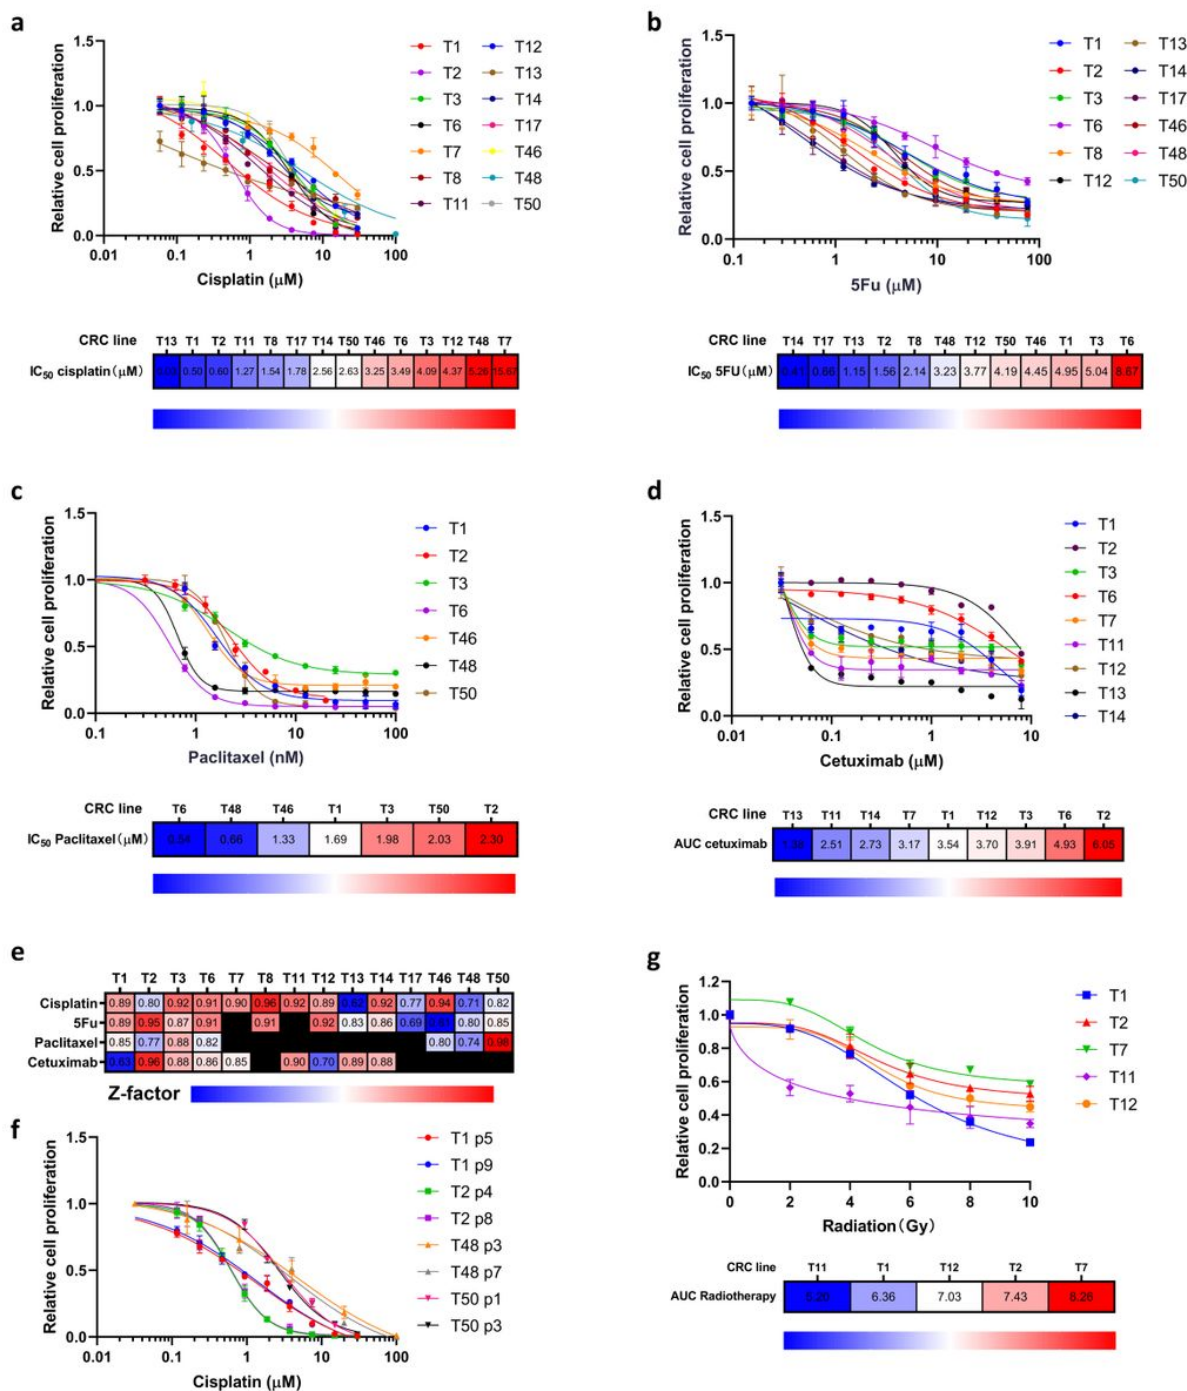 a
1.5
1.0
0.5
0.0
0.01 0.1 1 10 100
Relative cell proliferation
Cisplatin (μM)
T1 T12
T2 T13
T3 T14
T6 T17
T7 T46
T8 T48
T11 T50
CRC line T13 T1 T2 T11 T8 T17 T14 T50 T46 T6 T3 T12 T48 T7
IC50 cisplatin(μM) 0.50 0.60 1.27 1.54 1.78 2.56 2.63 3.25 3.49 4.09 4.37 5.26 15.67
b
1.5
1.0
0.5
0.0
0.1 1 10 100
Relative cell proliferation
5Fu (μM)
T1 T13
T2 T14
T3 T17
T6 T46
T8 T48
T12 T50
CRC line T14 T17 T13 T2 T8 T48 T12 T50 T46 T1 T3 T6
IC50 5FU(μM) 0.41 0.66 1.15 1.56 2.14 3.23 3.77 4.19 4.45 4.95 5.04 8.67
c
1.5
1.0
0.5
0.0
0.1 1 10 100
Relative cell proliferation
Paclitaxel (nM)
T1
T2
T3
T6
T46
T48
T50
CRC line T6 T48 T46 T1 T3 T50 T2
IC50 Paclitaxel(μM) 0.54 0.66 1.33 1.69 1.98 2.03 2.30
d
1.5
1.0
0.5
0.0
0.01 0.1 1 10
Relative cell proliferation
Cetuximab (μM)
T1
T2
T3
T6
T7
T11
T12
T13
T14
CRC line T13 T11 T14 T7 T1 T12 T3 T6 T2
AUC cetuximab 2.51 2.73 3.17 3.54 3.70 3.91 4.93 6.05
e
T1 T2 T3 T6 T7 T8 T11 T12 T13 T14 T17 T46 T48 T50
Cisplatin 0.89 0.80 0.92 0.91 0.90 0.96 0.92 0.89 0.62 0.92 0.77 0.94 0.71 0.82
5Fu 0.89 0.95 0.87 0.91 0.91 0.92 0.83 0.86 0.69 0.61 0.80 0.85
Paclitaxel 0.85 0.77 0.88 0.82 0.80 0.74 0.98
Cetuximab 0.63 0.96 0.88 0.86 0.85 0.90 0.70 0.89 0.88
Z-factor
f
1.5
1.0
0.5
0.0
0.01 0.1 1 10 100
Relative cell proliferation
Cisplatin (μM)
T1 p5
T1 p9
T2 p4
T2 p8
T48 p3
T48 p7
T50 p1
T50 p3
g
1.2
1.0
0.8
0.6
0.4
0.2
0.0
0 2 4 6 8 10
Relative cell proliferation
Radiation(Gy)
T1
T2
T7
T11
T12
CRC line T11 T1 T12 T2 T7
AUC Radiotherapy 5.20 6.36 7.03 7.43 8.28